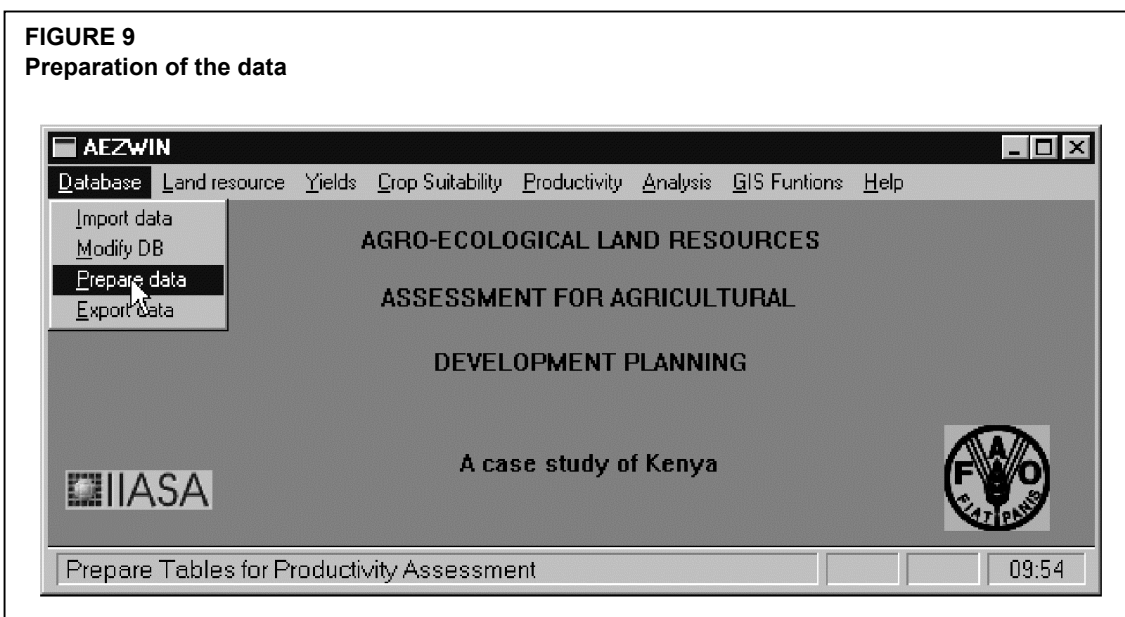 FIGURE 9
Preparation of the data
AEZWIN
Database Land resource Yields Crop Suitability Productivity Analysis GIS Funtions Help
Import data
Modify DB
Prepare data
Export data
AGRO-ECOLOGICAL LAND RESOURCES
ASSESSMENT FOR AGRICULTURAL
DEVELOPMENT PLANNING
A case study of Kenya
IIASA
FAO
FIAT PANIS
Prepare Tables for Productivity Assessment 09:54